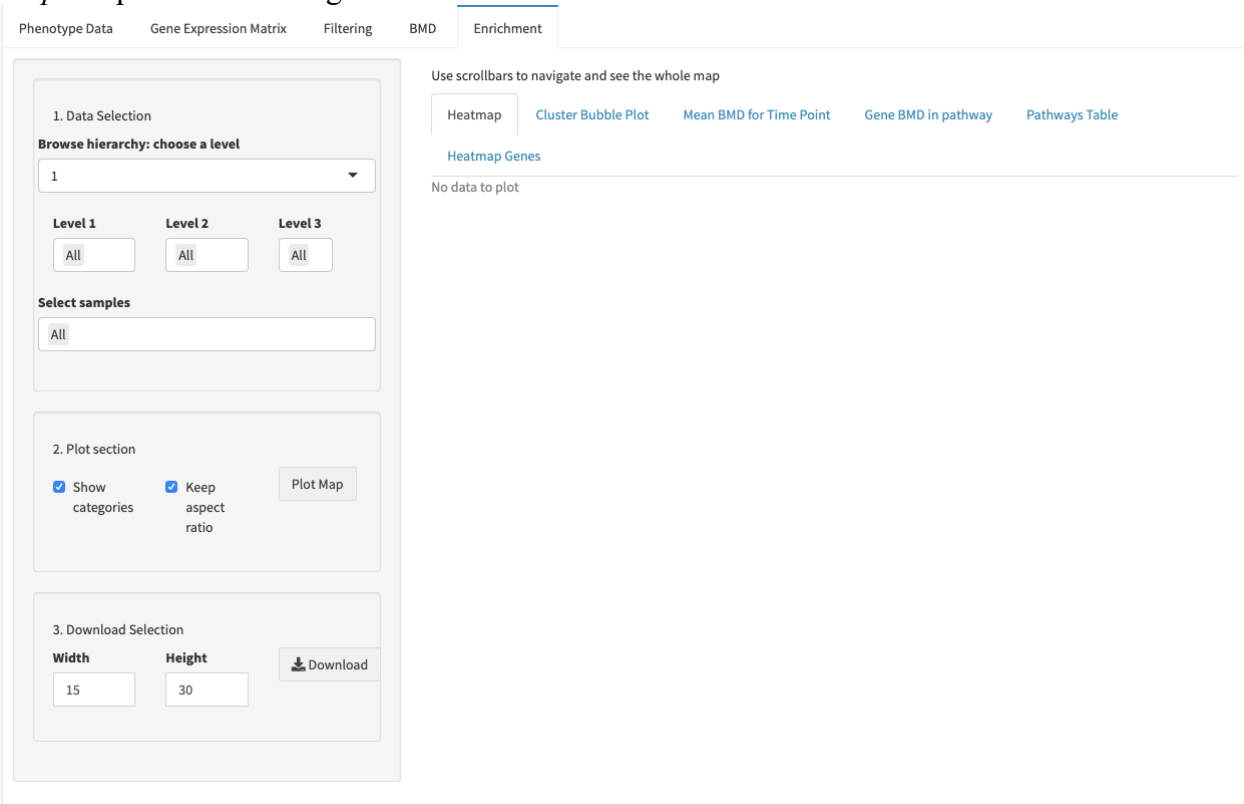 Phenotype Data Gene Expression Matrix Filtering BMD Enrichment
1. Data Selection
Browse hierarchy: choose a level
1
Level 1 Level 2 Level 3
All All All
Select samples
All
2. Plot section
Show categories
Keep aspect ratio
Plot Map
3. Download Selection
Width Height
15 30
Download
Use scrollbars to navigate and see the whole map
Heatmap Cluster Bubble Plot Mean BMD for Time Point Gene BMD in pathway Pathways Table
Heatmap Genes
No data to plot